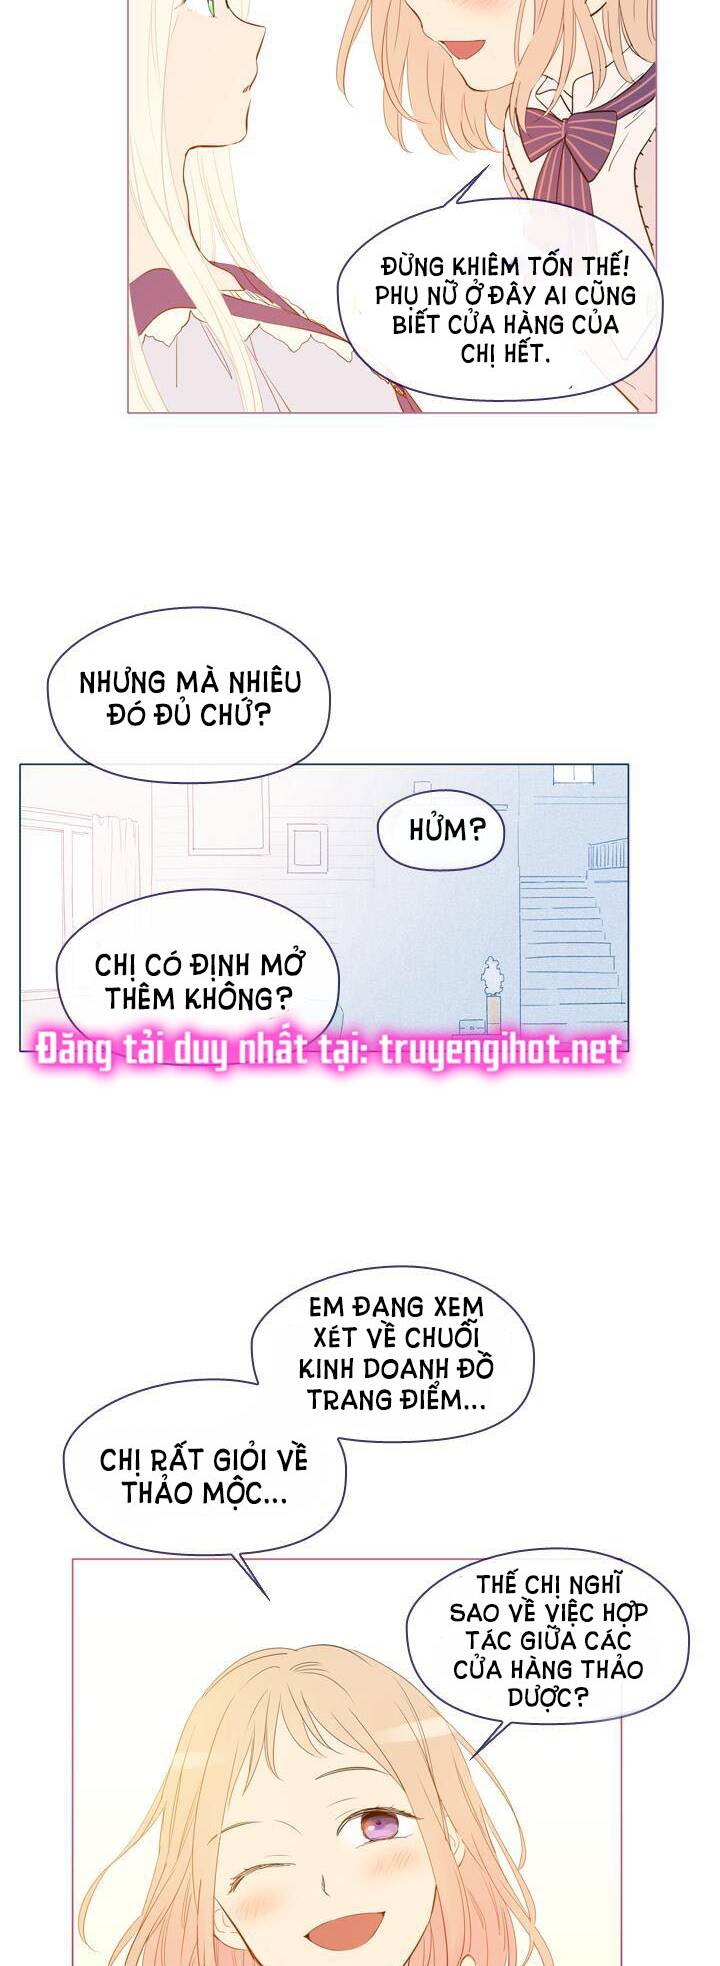 ĐỪNG KHIÊM TỐN THẾ!
PHỤ NỮ Ở ĐÂY AI CŨNG
BIẾT CỬA HÀNG CỦA
CHỊ HẾT.
NHƯNG MÀ NHIÊU
ĐÓ ĐỦ CHỨ?
HỬM?
CHỊ CÓ ĐỊNH MỞ
THÊM KHÔNG?
Đăng tải duy nhất tại: truyengihot.net
EM ĐANG XEM
XÉT VỀ CHUỖI
KINH DOANH ĐỒ
TRANG ĐIỂM...
CHỊ RẤT GIỎI VỀ
THẢO MỘC...
THẾ CHỊ NGHĨ
SAO VỀ VIỆC HỢP
TÁC GIỮA CÁC
CỬA HÀNG THẢO
DƯỢC?